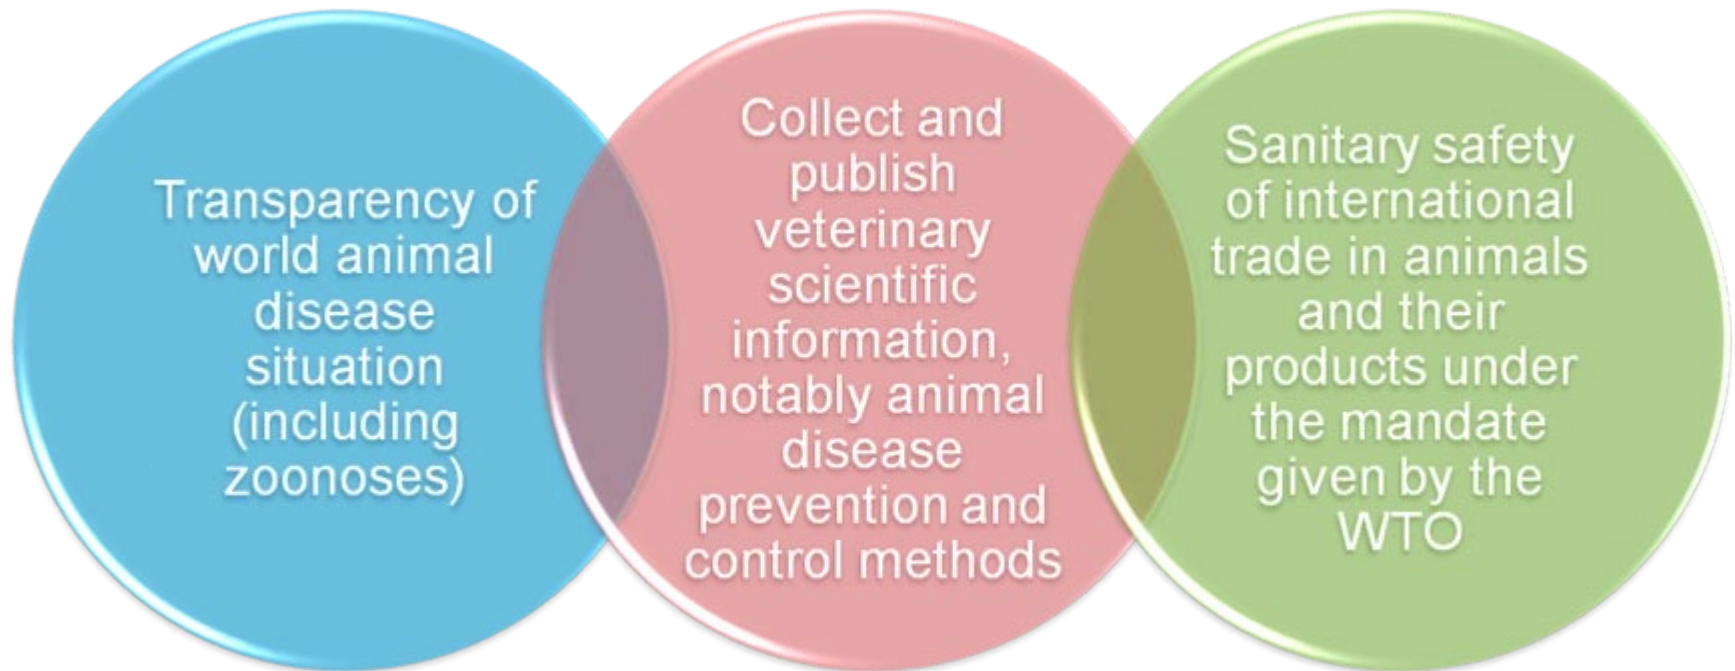 Transparency of
world animal
disease
situation
(including
zoonoses)
Collect and
publish
veterinary
scientific
information,
notably animal
disease
prevention and
control methods
Sanitary safety
of international
trade in animals
and their
products under
the mandate
given by the
WTO